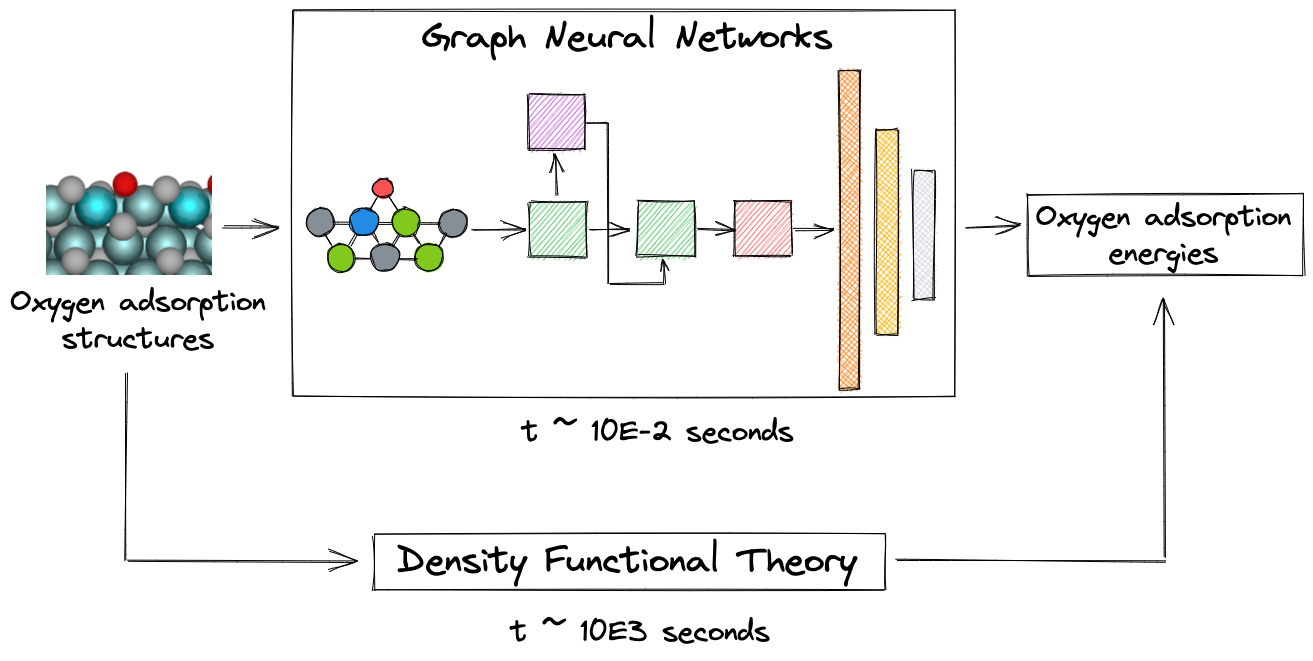 Graph Neural Networks
Oxygen adsorption
structures
Oxygen adsorption
energies
t ~ 10E-2 seconds
Density Functional Theory
t ~ 10E3 seconds